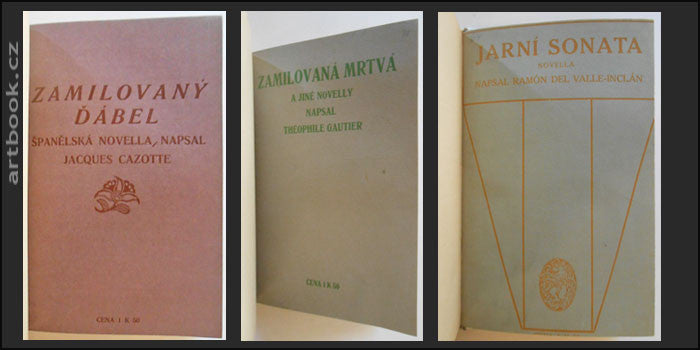 artbook.cz
ZAMILOVANÝ
ĎÁBEL
ŠPANĚLSKÁ NOVELLA, NAPSAL
JACQUES CAZOTTE
CENA 1 K 50
ZAMILOVANÁ MRTVÁ
A JINÉ NOVELLY
NAPSAL
THÉOPHILE GAUTIER
CENA 1 K 50
JARNÍ SONATA
NOVELLA
NAPSAL RAMÓN DEL VALLE-INCLÁN